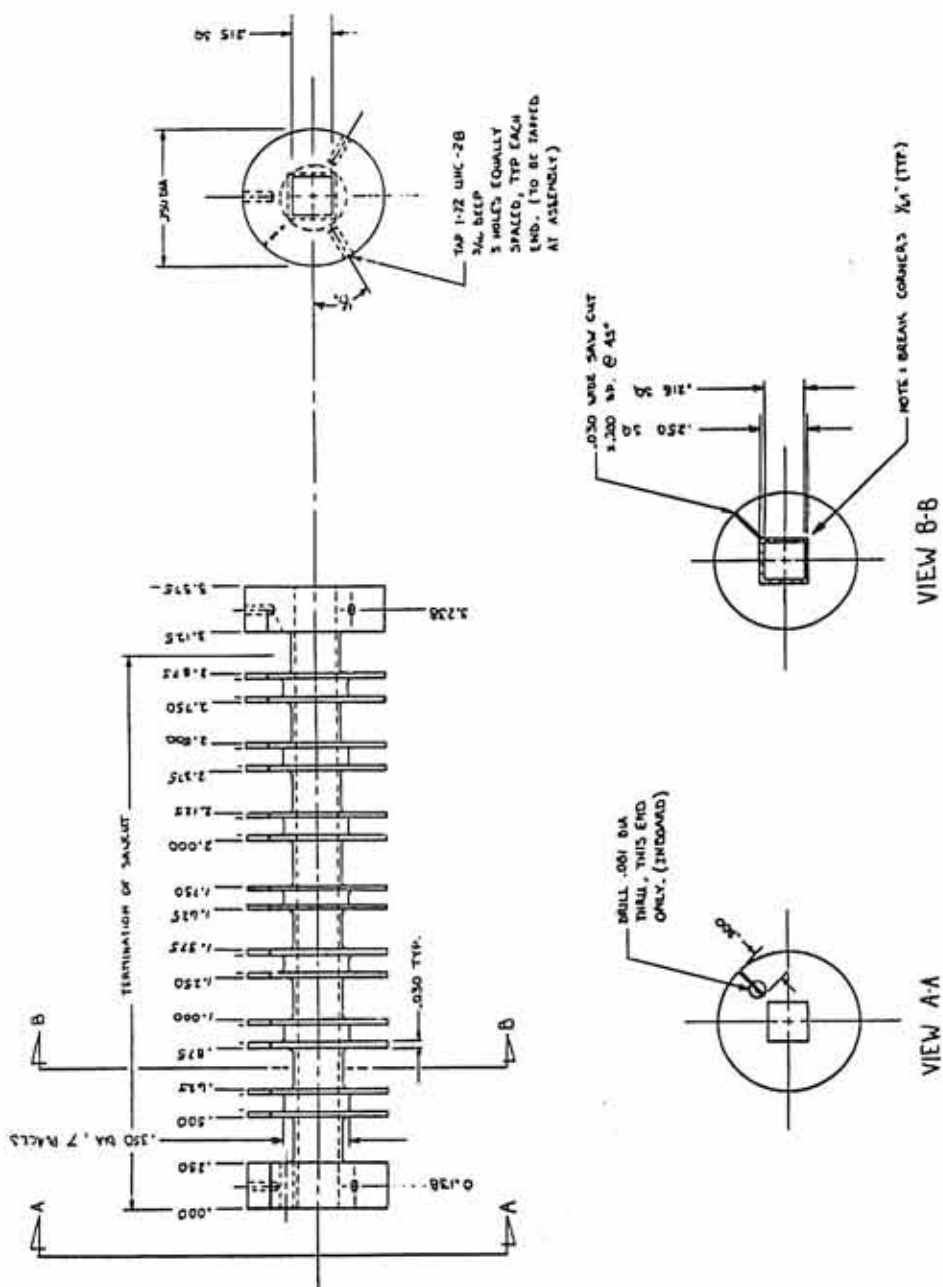 .215 SQ
.750 DIA
TAP 1-72 UNC-2B
3/16 DEEP
3 HOLES EQUALLY
SPACED, TYP EACH
END. (TO BE TAPPED
AT ASSEMBLY)
TERMINATION OF SAWCUT
.000
.250
.500
.625
.875
1.000
1.250
1.375
1.625
1.750
2.000
2.125
2.375
2.500
2.750
2.875
3.125
3.375
.350 DIA, 7 PLACES
.030 TYP.
0.138
3.238
A
A
B
B
.030 WIDE SAW CUT
X .200 DP. @ 45°
.250 SQ
.216 SQ
NOTE: BREAK CORNERS 1/64" (TYP)
VIEW B-B
DRILL .081 DIA
THRU, THIS END
ONLY. (INBOARD)
.200
VIEW A-A